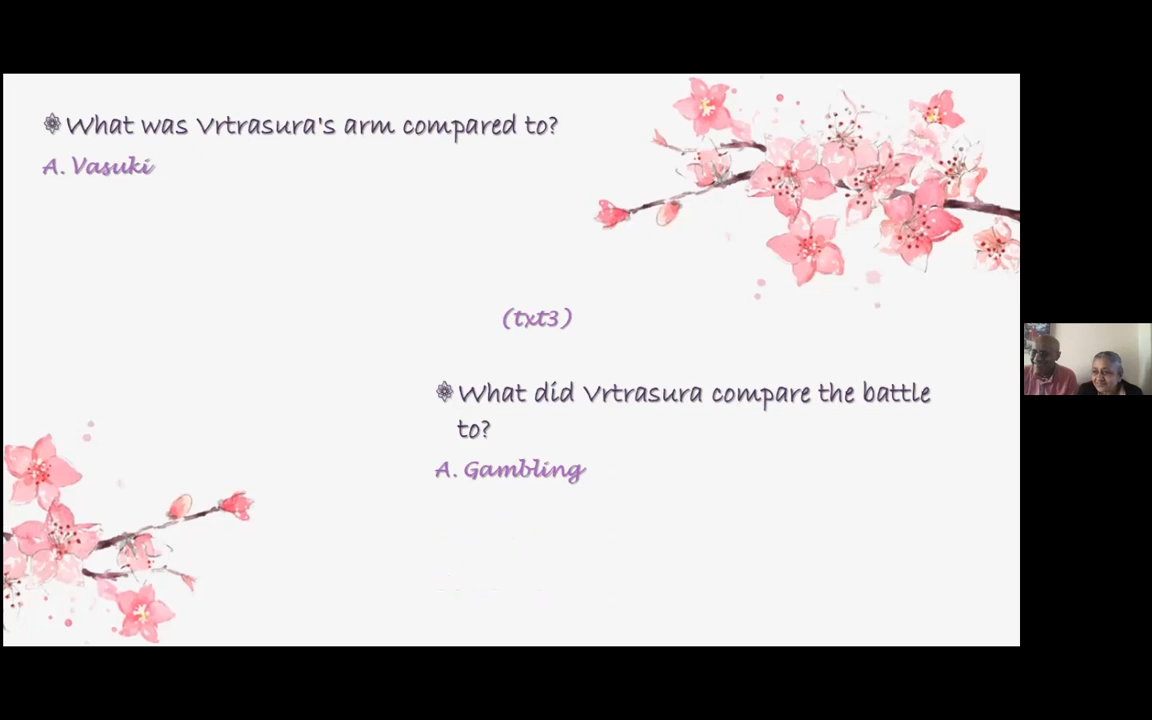 What was Vrtrasura's arm compared to?
A. Vasuki
(txt3)
What did Vrtrasura compare the battle
to?
A. Gambling